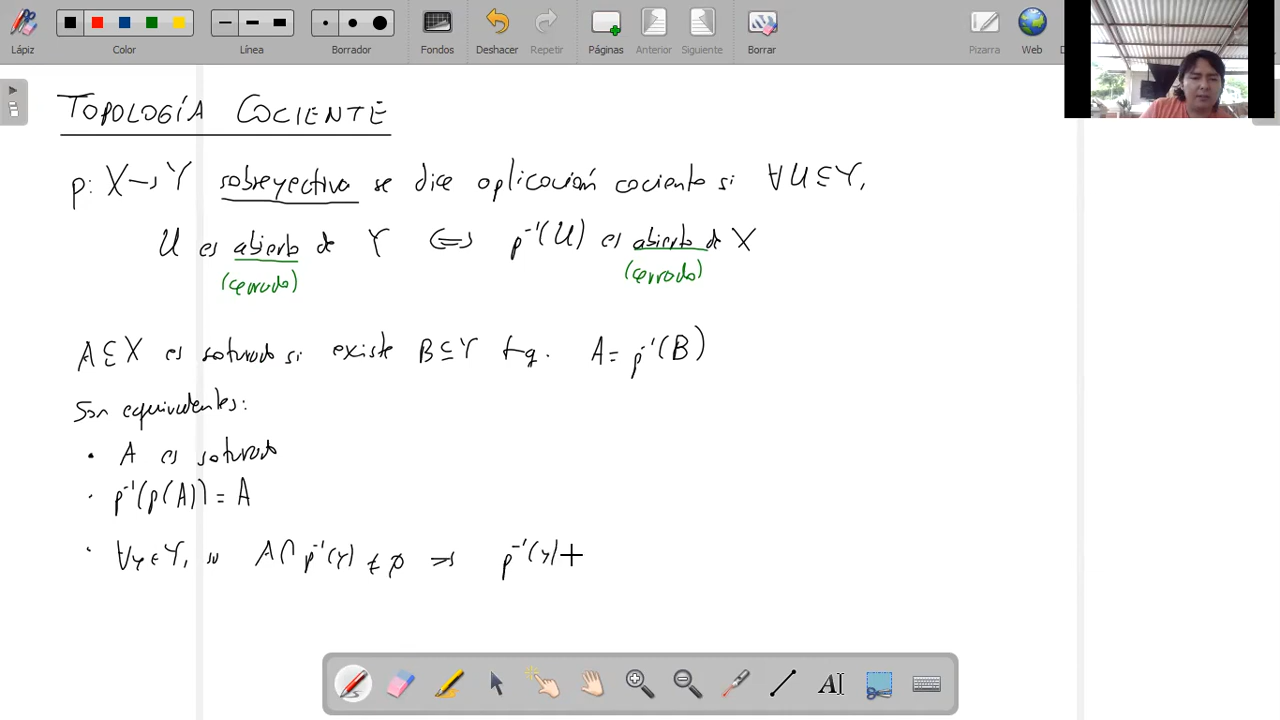 Lápiz Color Línea Borrador Fondos Deshacer Repetir Páginas Anterior Siguiente Borrar Pizarra Web
TOPOLOGÍA COCIENTE
p: X → Y sobreyectiva se dice aplicación cociente si ∀U⊆Y,
U es abierto de Y ⇔ p⁻¹(U) es abierto de X
(cerrado) (cerrado)
A⊆X es saturado si existe B⊆Y t.q. A = p⁻¹(B)
Son equivalentes:
• A es saturado
• p⁻¹(p(A)) = A
• ∀y∈Y, si A∩p⁻¹(y) ≠ ∅ ⇒ p⁻¹(y)